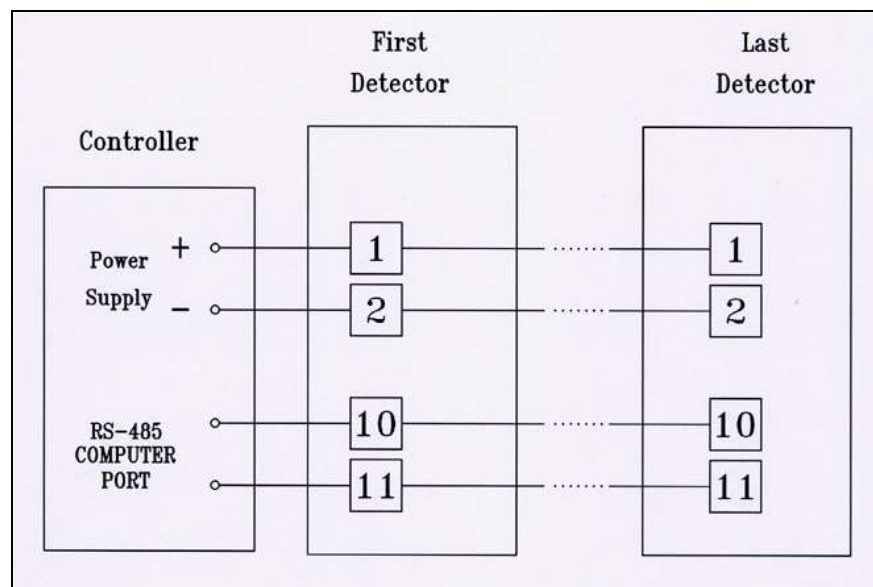 First
Detector
Last
Detector
Controller
Power
Supply
+
−
1
1
2
2
RS-485
COMPUTER
PORT
10
10
11
11